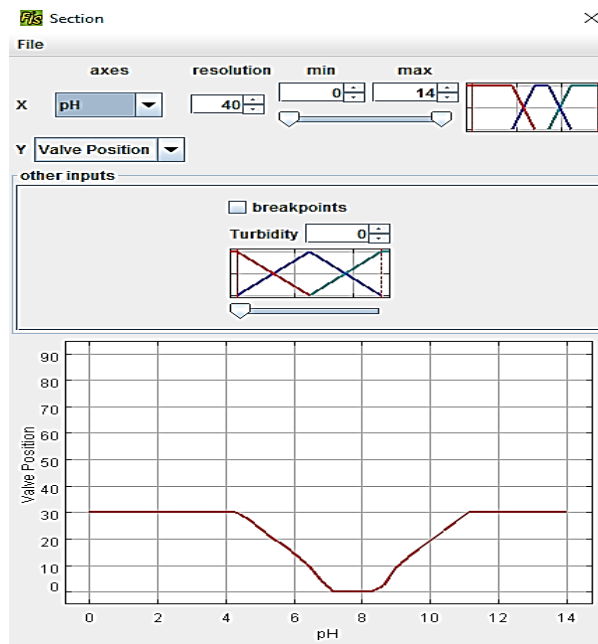 Fis Section
File
axes resolution min max
X pH 40 0 14
Y Valve Position
other inputs
breakpoints
Turbidity 0
90
80
70
60
50
40
30
20
10
0
Valve Position
0 2 4 6 8 10 12 14
pH